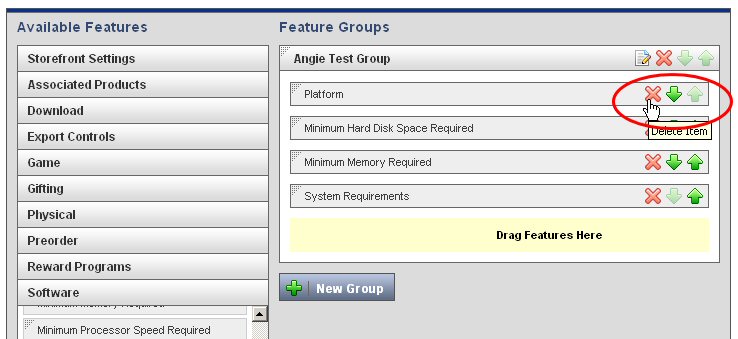 Available Features
Storefront Settings
Associated Products
Download
Export Controls
Game
Gifting
Physical
Preorder
Reward Programs
Software
Minimum Memory Required
Minimum Processor Speed Required
Feature Groups
Angie Test Group
Platform
Delete Item
Minimum Hard Disk Space Required
Minimum Memory Required
System Requirements
Drag Features Here
New Group